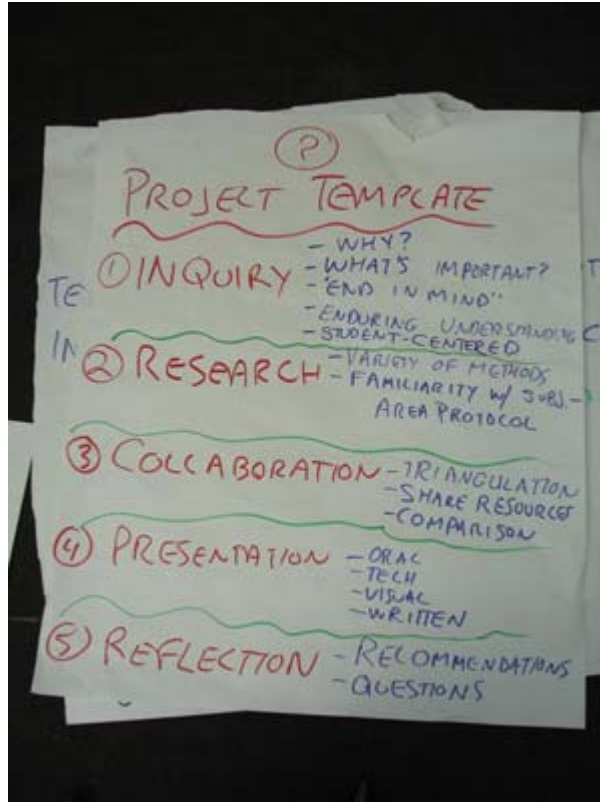 ?
PROJECT TEMPLATE
① INQUIRY
- WHY?
- WHAT'S IMPORTANT?
- "END IN MIND"
- ENDURING UNDERSTANDING
- STUDENT-CENTERED
② RESEARCH
- VARIETY OF METHODS
- FAMILIARITY W/ SUBJ.-
AREA PROTOCOL
③ COLLABORATION
- TRIANGULATION
- SHARE RESOURCES
- COMPARISON
④ PRESENTATION
- ORAL
- TECH
- VISUAL
- WRITTEN
⑤ REFLECTION
- RECOMMENDATIONS
- QUESTIONS
TE
IN
T
C